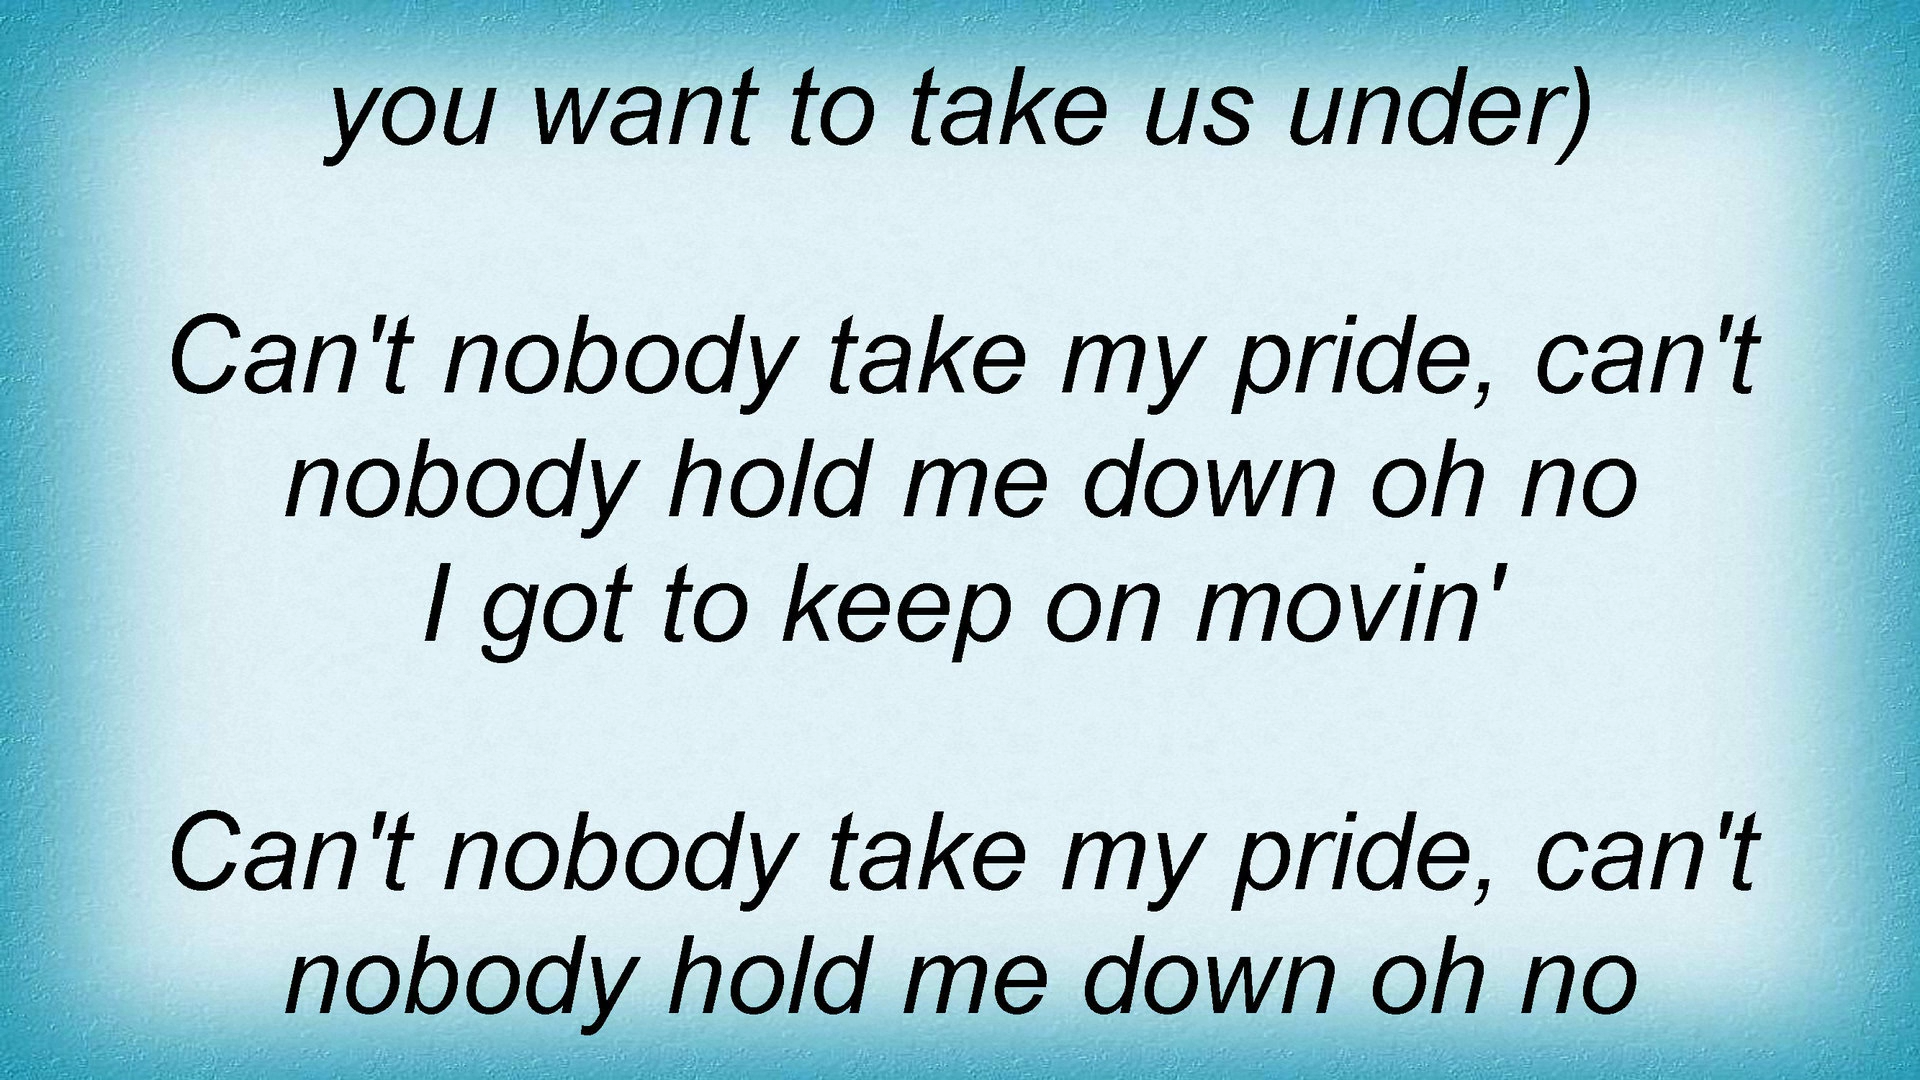 you want to take us under)
Can't nobody take my pride, can't
nobody hold me down oh no
I got to keep on movin'
Can't nobody take my pride, can't
nobody hold me down oh no